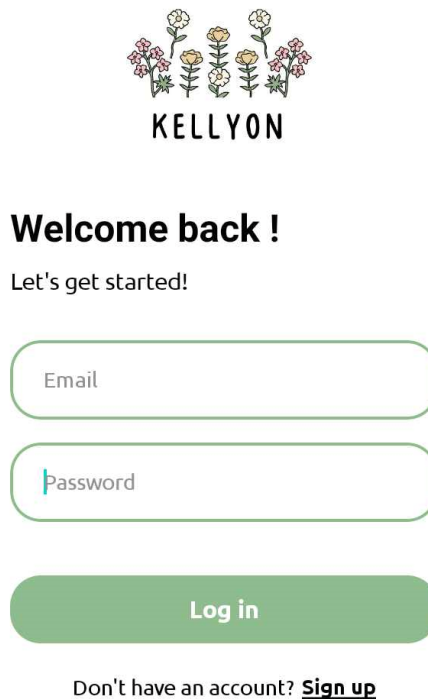 KELLYON
Welcome back !
Let's get started!
Email
Password
Log in
Don't have an account? Sign up